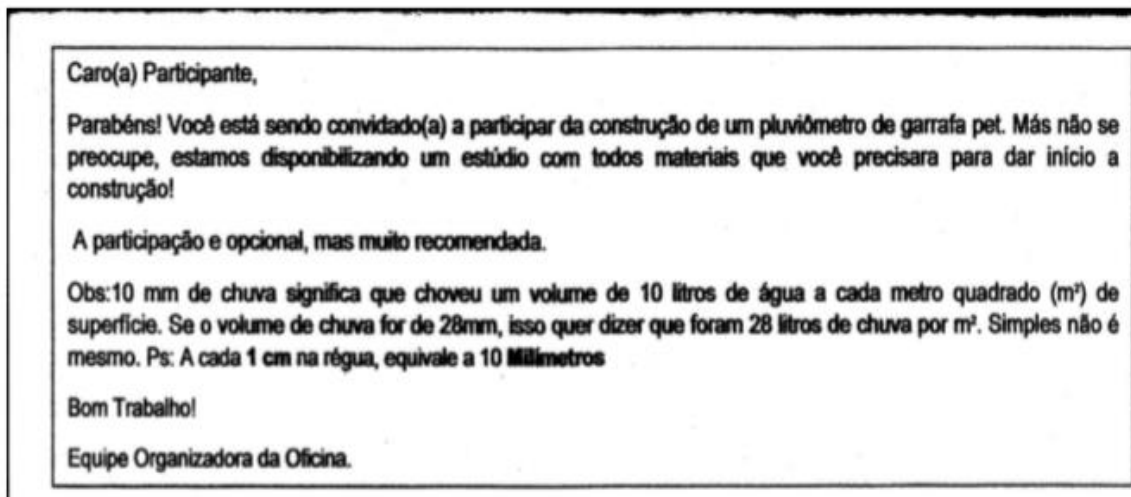 Caro(a) Participante,
Parabéns! Você está sendo convidado(a) a participar da construção de um pluviômetro de garrafa pet. Más não se
preocupe, estamos disponibilizando um estúdio com todos materiais que você precisara para dar início a
construção!
A participação e opcional, mas muito recomendada.
Obs:10 mm de chuva significa que choveu um volume de 10 litros de água a cada metro quadrado (m²) de
superfície. Se o volume de chuva for de 28mm, isso quer dizer que foram 28 litros de chuva por m². Simples não é
mesmo. Ps: A cada 1 cm na régua, equivale a 10 Milímetros
Bom Trabalho!
Equipe Organizadora da Oficina.